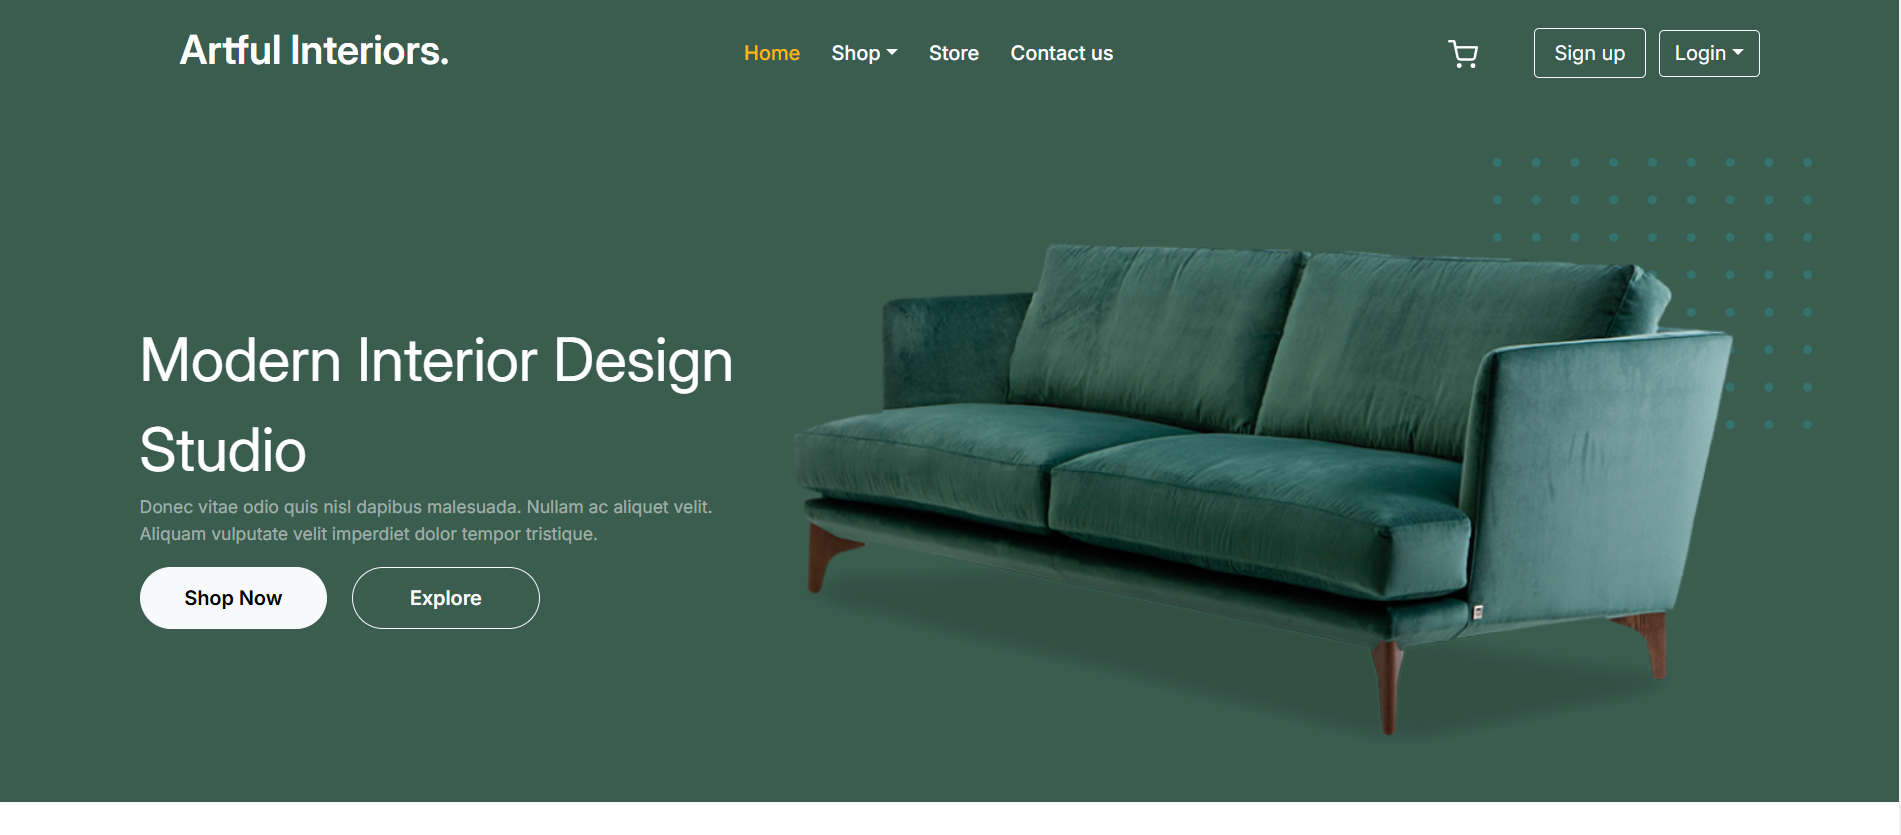 Artful Interiors.
Home Shop Store Contact us
Sign up Login
Modern Interior Design
Studio
Donec vitae odio quis nisl dapibus malesuada. Nullam ac aliquet velit.
Aliquam vulputate velit imperdiet dolor tempor tristique.
Shop Now Explore